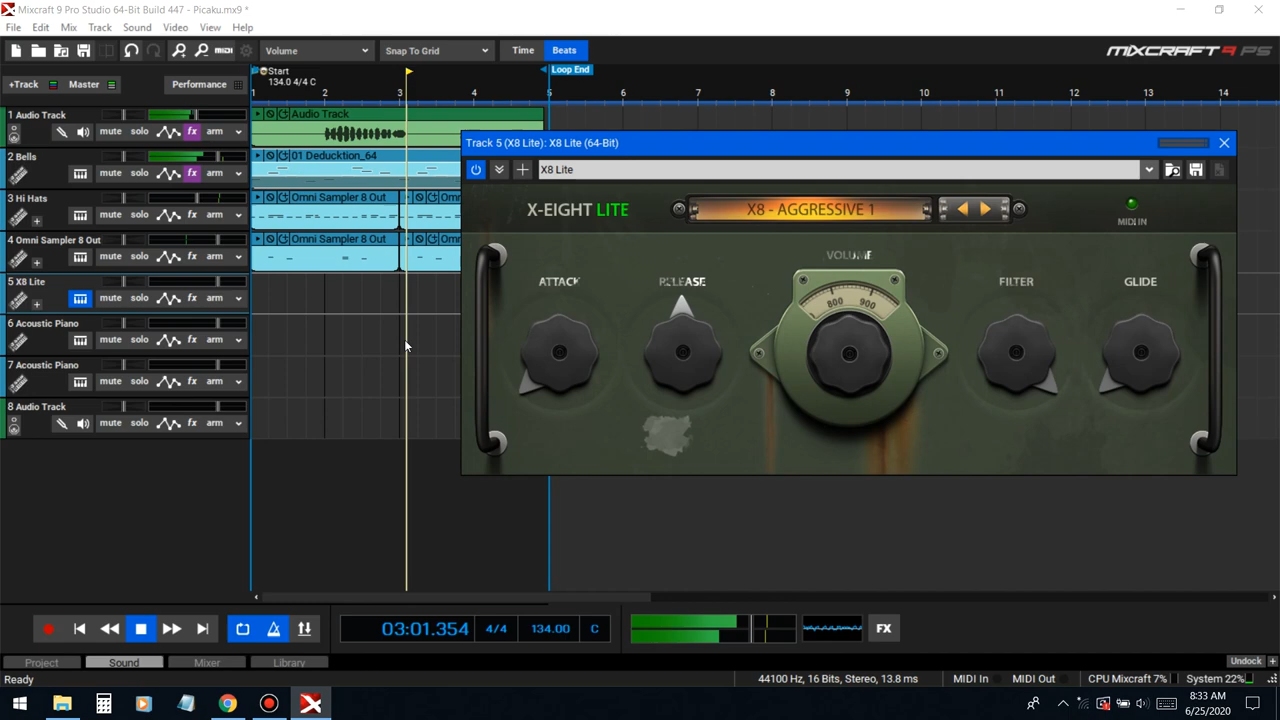 Mixcraft 9 Pro Studio 64-Bit Build 447 - Picaku.mx9 *
File Edit Mix Track Sound Video View Help
MIDI Volume Snap To Grid Time Beats MIXCRAFT 9 PS
Start Loop End
134.0 4/4 C
+Track Master Performance
1 2 3 4 5 6 7 8 9 10 11 12 13 14
1 Audio Track
mute solo fx arm
Audio Track
2 Bells
mute solo fx arm
01 Deducktion_64
3 Hi Hats
mute solo fx arm
Omni Sampler 8 Out Omni Sampler 8 Out
4 Omni Sampler 8 Out
mute solo fx arm
Omni Sampler 8 Out Omn
5 X8 Lite
mute solo fx arm
6 Acoustic Piano
mute solo fx arm
7 Acoustic Piano
mute solo fx arm
8 Audio Track
mute solo fx arm
Track 5 (X8 Lite): X8 Lite (64-Bit)
X8 Lite
X-EIGHT LITE X8 - AGGRESSIVE 1 MIDI IN
ATTACK RELEASE VOLUME FILTER GLIDE
800 900
03:01.354 4/4 134.00 C FX
Project Sound Mixer Library Undock
Ready 44100 Hz, 16 Bits, Stereo, 13.8 ms MIDI In MIDI Out CPU Mixcraft 7% System 22%
8:33 AM
6/25/2020